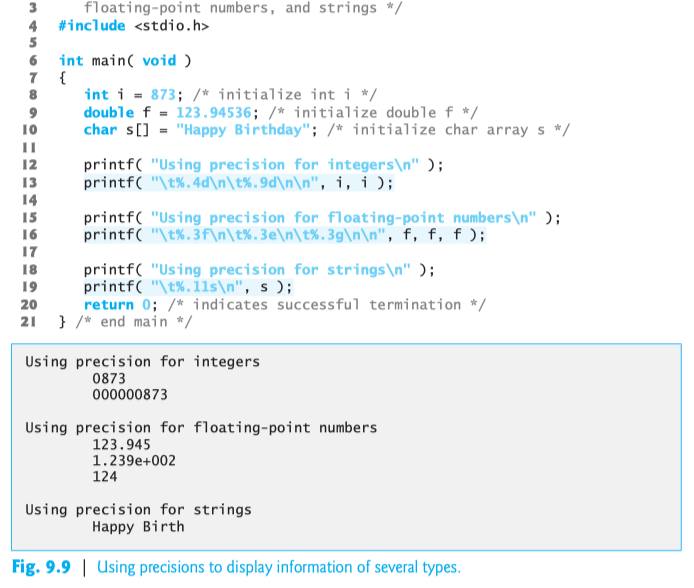 3 floating-point numbers, and strings */
4 #include <stdio.h>
5
6 int main( void )
7 {
8 int i = 873; /* initialize int i */
9 double f = 123.94536; /* initialize double f */
10 char s[] = "Happy Birthday"; /* initialize char array s */
11
12 printf( "Using precision for integers\n" );
13 printf( "\t%.4d\n\t%.9d\n\n", i, i );
14
15 printf( "Using precision for floating-point numbers\n" );
16 printf( "\t%.3f\n\t%.3e\n\t%.3g\n\n", f, f, f );
17
18 printf( "Using precision for strings\n" );
19 printf( "\t%.11s\n", s );
20 return 0; /* indicates successful termination */
21 } /* end main */
Using precision for integers
0873
000000873
Using precision for floating-point numbers
123.945
1.239e+002
124
Using precision for strings
Happy Birth
Fig. 9.9 | Using precisions to display information of several types.